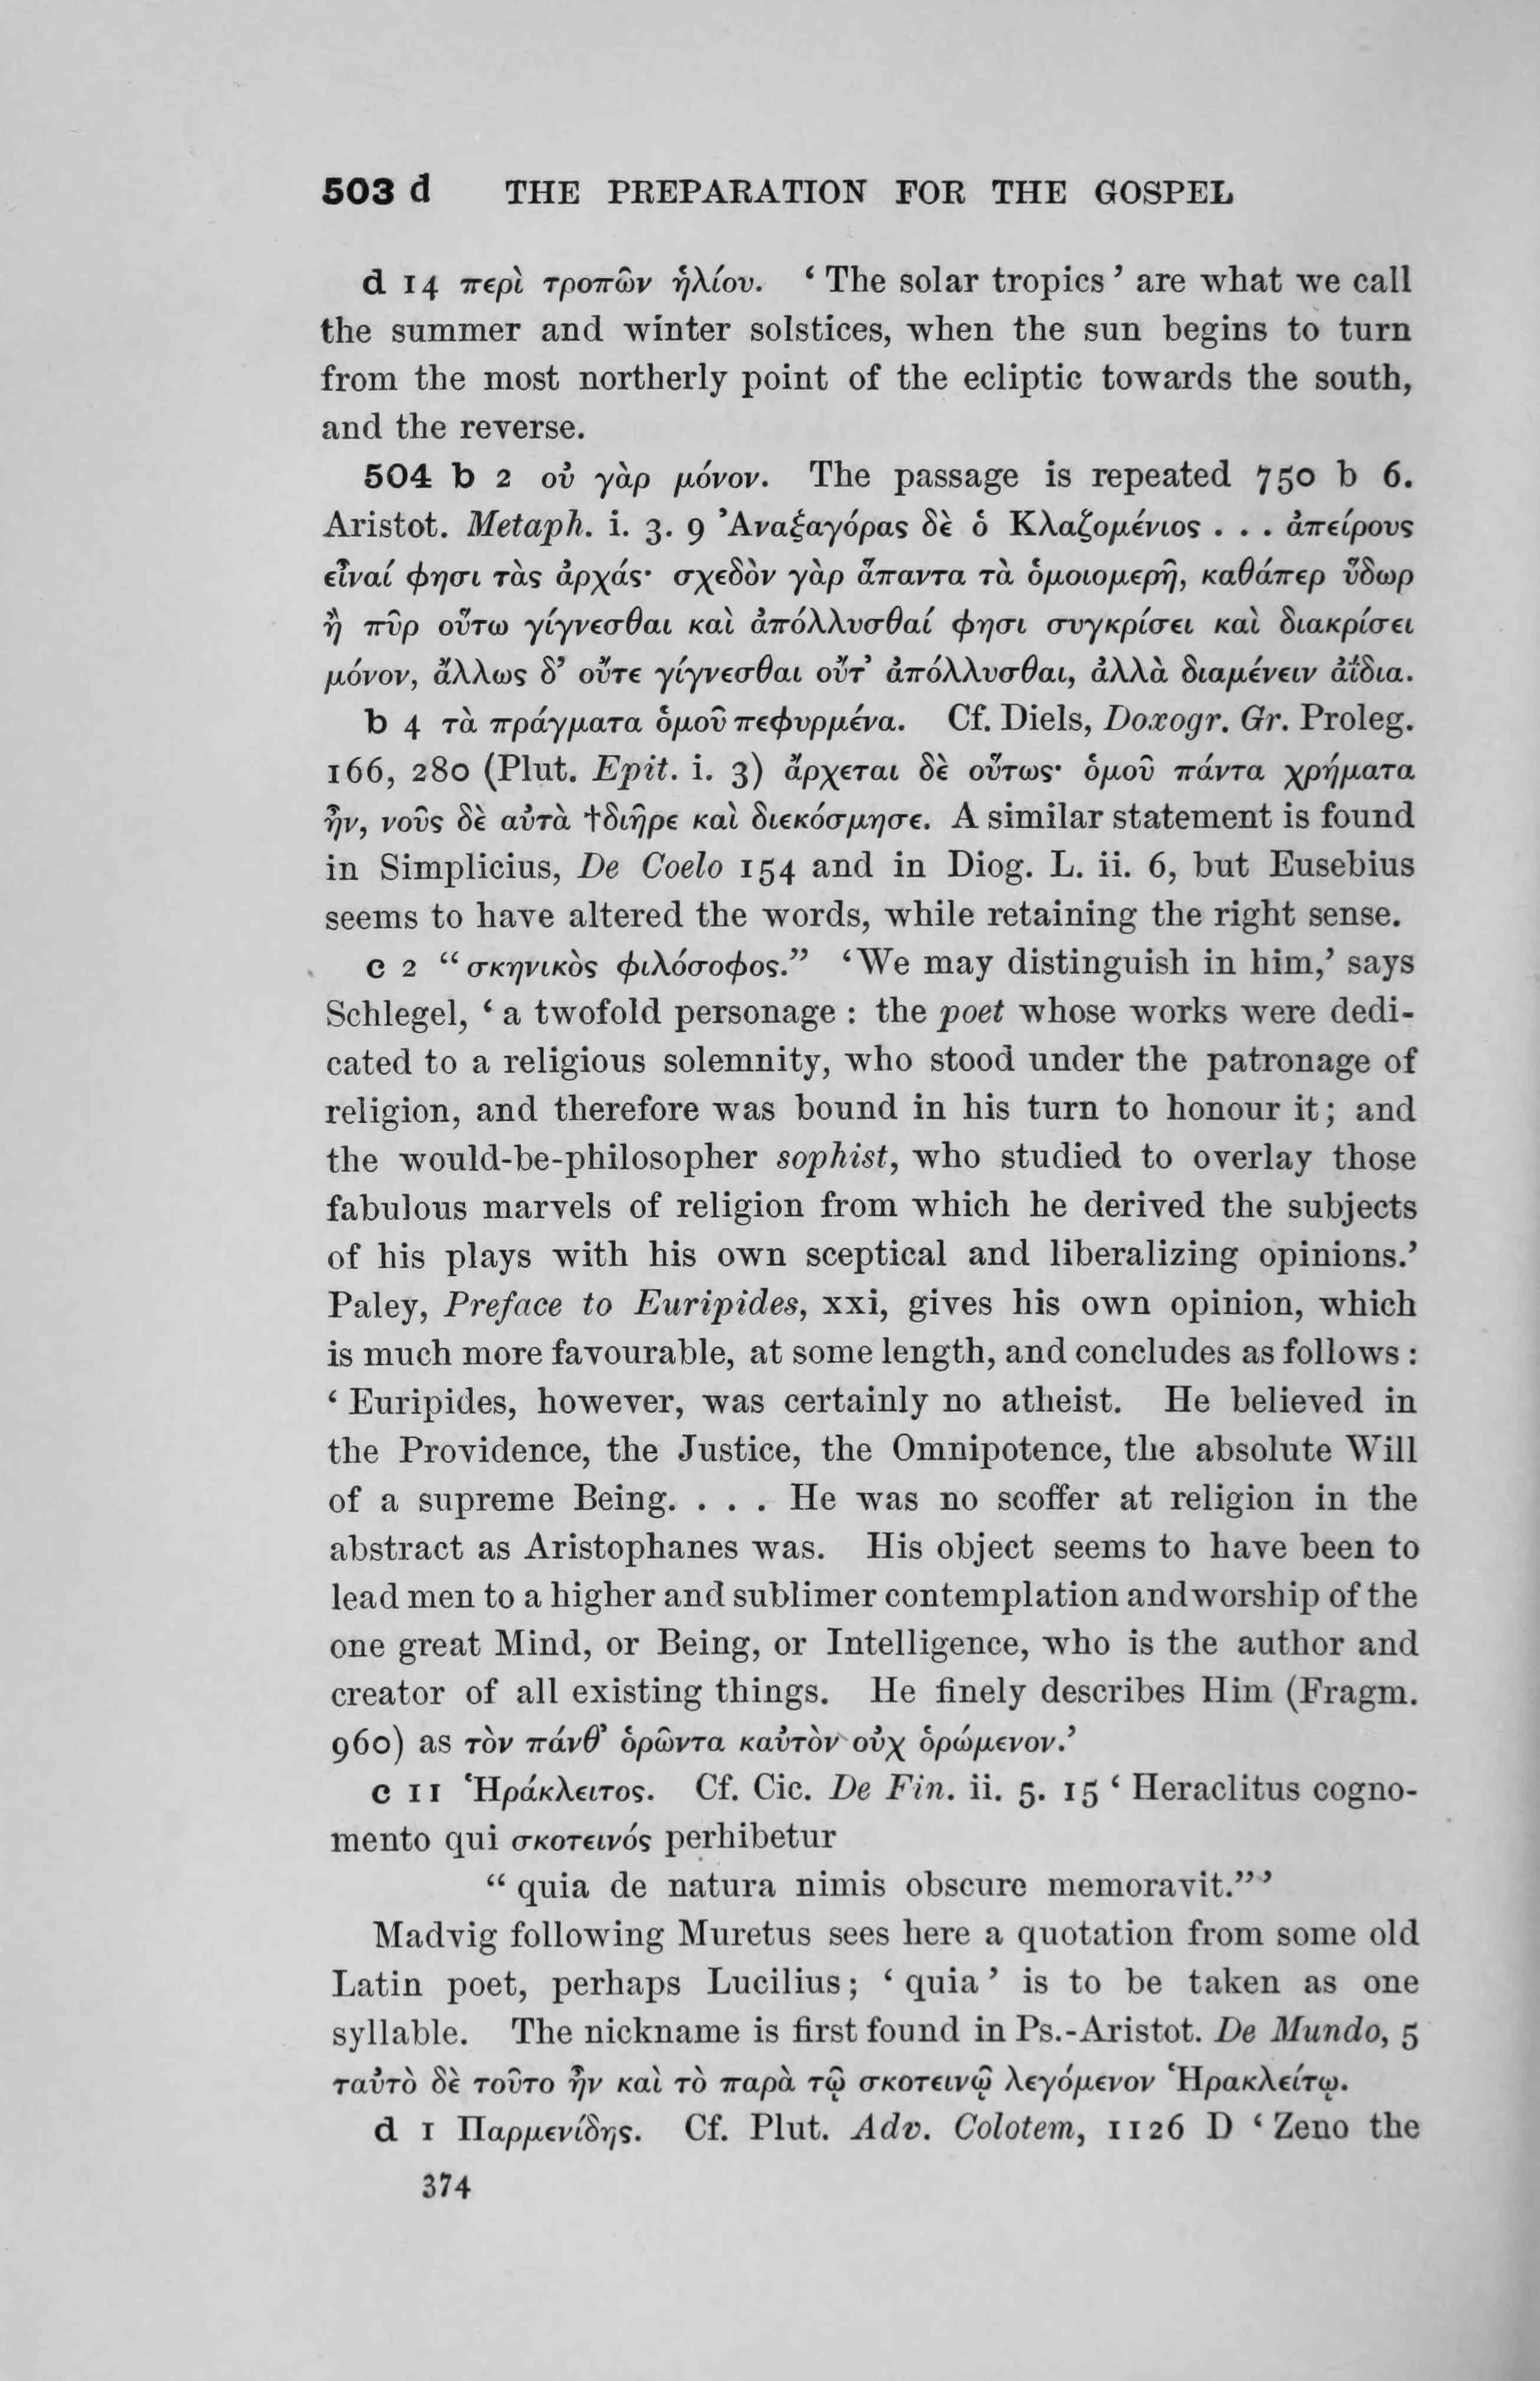 503 d THE PREPARATION FOR THE GOSPEL
d 14 περὶ τροπῶν ἡλίου. ‘ The solar tropics ’ are what we call
the summer and winter solstices, when the sun begins to turn
from the most northerly point of the ecliptic towards the south,
and the reverse.
504 b 2 οὐ γὰρ μόνον. The passage is repeated 750 b 6.
Aristot. Metaph. i. 3. 9 Ἀναξαγόρας δὲ ὁ Κλαζομένιος . . . ἀπείρους
εἶναί φησι τὰς ἀρχάς· σχεδὸν γὰρ ἅπαντα τὰ ὁμοιομερῆ, καθάπερ ὕδωρ
ἢ πῦρ οὕτω γίγνεσθαι καὶ ἀπόλλυσθαί φησι συγκρίσει καὶ διακρίσει
μόνον, ἄλλως δ’ οὔτε γίγνεσθαι οὔτ’ ἀπόλλυσθαι, ἀλλὰ διαμένειν ἀΐδια.
b 4 τὰ πράγματα ὁμοῦ πεφυρμένα. Cf. Diels, Doxogr. Gr. Proleg.
166, 280 (Plut. Epit. i. 3) ἄρχεται δὲ οὕτως· ὁμοῦ πάντα χρήματα
ἦν, νοῦς δὲ αὐτὰ †διῆρε καὶ διεκόσμησε. A similar statement is found
in Simplicius, De Coelo 154 and in Diog. L. ii. 6, but Eusebius
seems to have altered the words, while retaining the right sense.
c 2 “ σκηνικὸς φιλόσοφος.” ‘We may distinguish in him,’ says
Schlegel, ‘ a twofold personage : the poet whose works were dedi-
cated to a religious solemnity, who stood under the patronage of
religion, and therefore was bound in his turn to honour it; and
the would-be-philosopher sophist, who studied to overlay those
fabulous marvels of religion from which he derived the subjects
of his plays with his own sceptical and liberalizing opinions.’
Paley, Preface to Euripides, xxi, gives his own opinion, which
is much more favourable, at some length, and concludes as follows :
‘ Euripides, however, was certainly no atheist. He believed in
the Providence, the Justice, the Omnipotence, the absolute Will
of a supreme Being. . . . He was no scoffer at religion in the
abstract as Aristophanes was. His object seems to have been to
lead men to a higher and sublimer contemplation and worship of the
one great Mind, or Being, or Intelligence, who is the author and
creator of all existing things. He finely describes Him (Fragm.
960) as τὸν πάνθ’ ὁρῶντα καὐτὸν οὐχ ὁρώμενον.’
c 11 Ἡράκλειτος. Cf. Cic. De Fin. ii. 5. 15 ‘ Heraclitus cogno-
mento qui σκοτεινός perhibetur
“ quia de natura nimis obscure memoravit.” ’
Madvig following Muretus sees here a quotation from some old
Latin poet, perhaps Lucilius; ‘ quia ’ is to be taken as one
syllable. The nickname is first found in Ps.-Aristot. De Mundo, 5
ταὐτὸ δὲ τοῦτο ἦν καὶ τὸ παρὰ τῷ σκοτεινῷ λεγόμενον Ἡρακλείτῳ.
d 1 Παρμενίδης. Cf. Plut. Adv. Colotem, 1126 D ‘ Zeno the
374